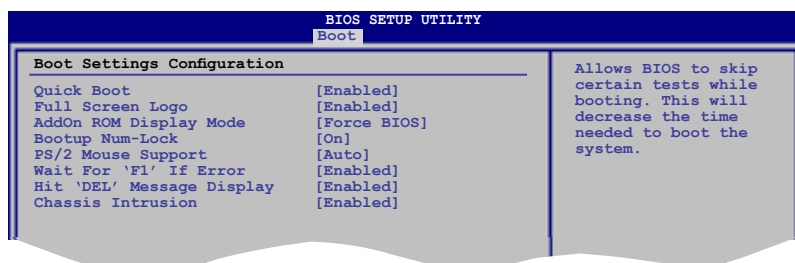 BIOS SETUP UTILITY
Boot
Boot Settings Configuration
Quick Boot [Enabled]
Full Screen Logo [Enabled]
AddOn ROM Display Mode [Force BIOS]
Bootup Num-Lock [On]
PS/2 Mouse Support [Auto]
Wait For ‘F1’ If Error [Enabled]
Hit ‘DEL’ Message Display [Enabled]
Chassis Intrusion [Enabled]
Allows BIOS to skip
certain tests while
booting. This will
decrease the time
needed to boot the
system.